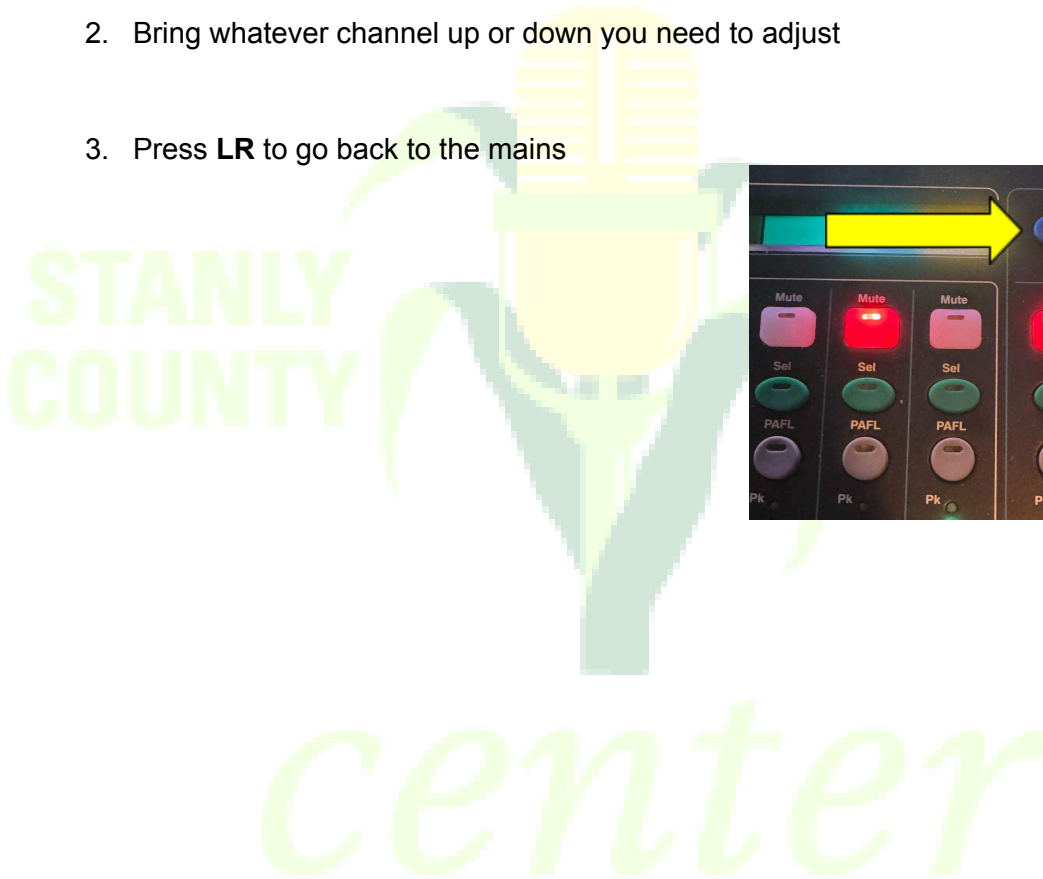 2. Bring whatever channel up or down you need to adjust
3. Press LR to go back to the mains
STANLY
COUNTY
Mute Mute Mute
Sel Sel Sel
PAFL PAFL PAFL
Pk Pk Pk P
center